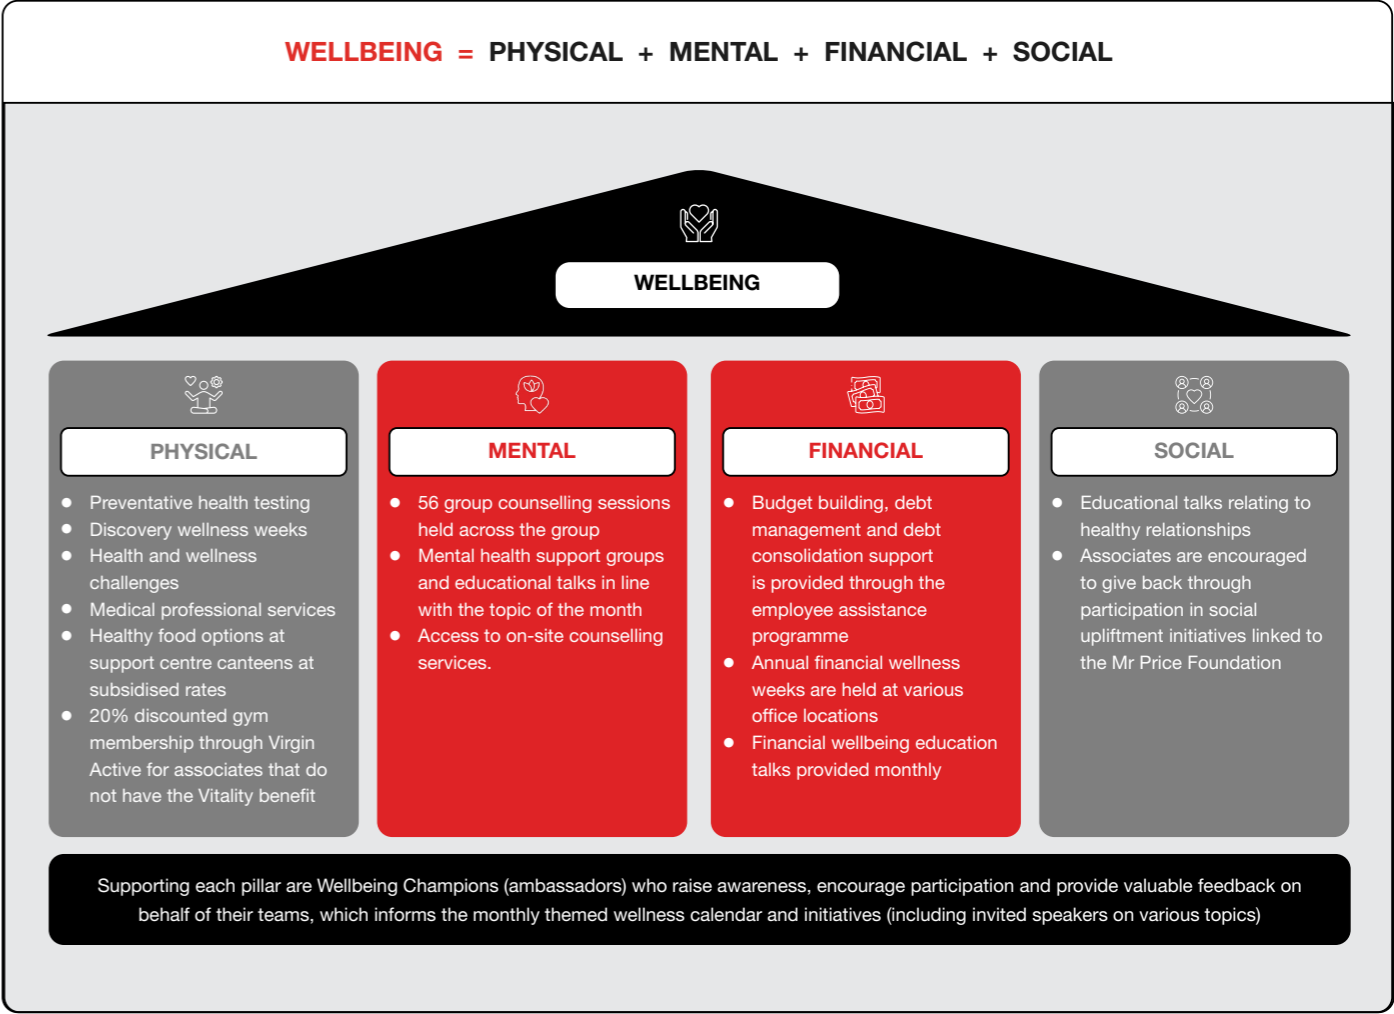 WELLBEING = PHYSICAL + MENTAL + FINANCIAL + SOCIAL
WELLBEING
PHYSICAL
● Preventative health testing
● Discovery wellness weeks
● Health and wellness
challenges
● Medical professional services
● Healthy food options at
support centre canteens at
subsidised rates
● 20% discounted gym
membership through Virgin
Active for associates that do
not have the Vitality benefit
MENTAL
● 56 group counselling sessions
held across the group
● Mental health support groups
and educational talks in line
with the topic of the month
● Access to on-site counselling
services.
FINANCIAL
● Budget building, debt
management and debt
consolidation support
is provided through the
employee assistance
programme
● Annual financial wellness
weeks are held at various
office locations
● Financial wellbeing education
talks provided monthly
SOCIAL
● Educational talks relating to
healthy relationships
● Associates are encouraged
to give back through
participation in social
upliftment initiatives linked to
the Mr Price Foundation
Supporting each pillar are Wellbeing Champions (ambassadors) who raise awareness, encourage participation and provide valuable feedback on
behalf of their teams, which informs the monthly themed wellness calendar and initiatives (including invited speakers on various topics)